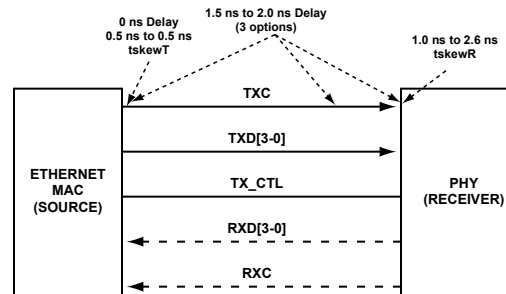 0 ns Delay
0.5 ns to 0.5 ns
tskewT
1.5 ns to 2.0 ns Delay
(3 options)
1.0 ns to 2.6 ns
tskewR
TXC
TXD[3-0]
ETHERNET
MAC
(SOURCE)
TX_CTL
PHY
(RECEIVER)
RXD[3-0]
RXC